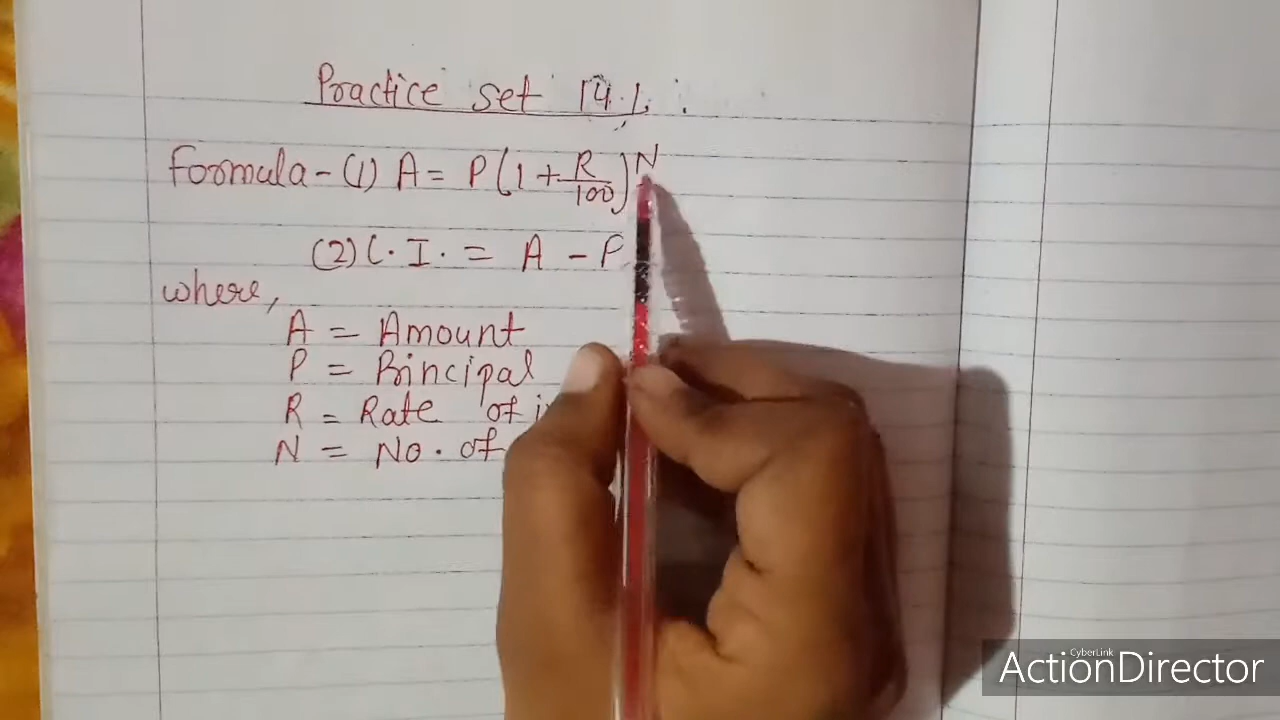 Practice set 14.1.
Formula - (1) A = P(1 + R/100)^N
(2) C.I. = A - P
where,
A = Amount
P = Principal
R = Rate of
N = No. of
CyberLink
ActionDirector